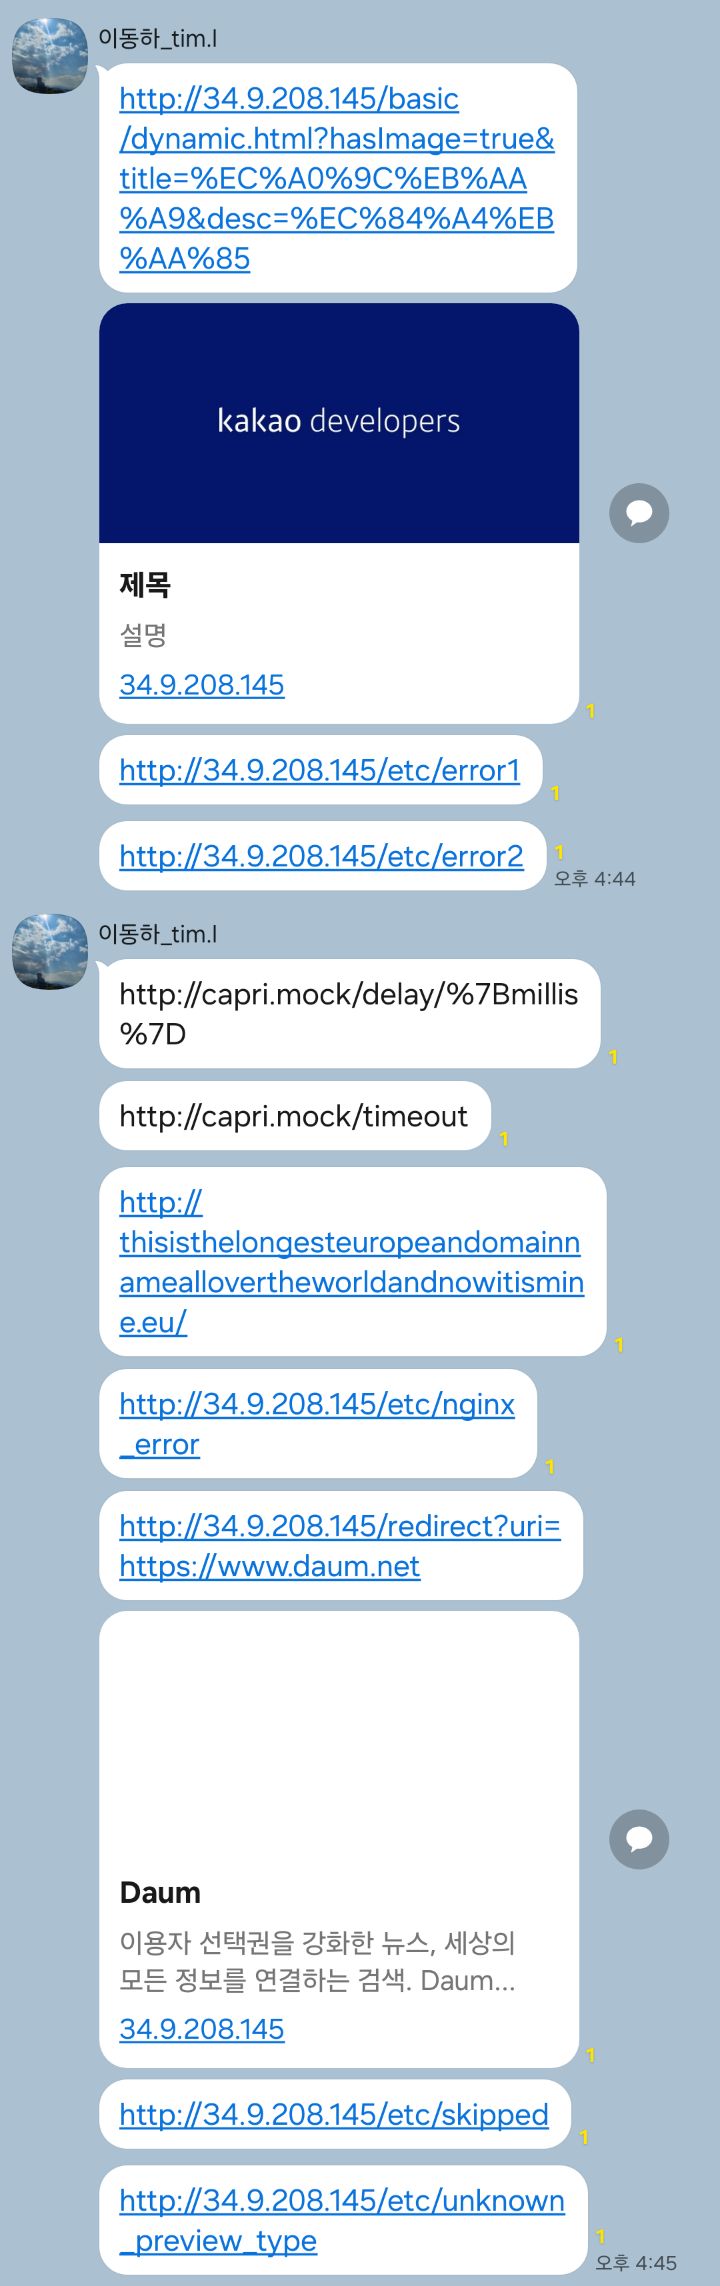 이동하_tim.l
http://34.9.208.145/basic
/dynamic.html?hasImage=true&
title=%EC%A0%9C%EB%AA
%A9&desc=%EC%84%A4%EB
%AA%85
kakao developers
제목
설명
34.9.208.145
1
http://34.9.208.145/etc/error1
1
http://34.9.208.145/etc/error2
1
오후 4:44
이동하_tim.l
http://capri.mock/delay/%7Bmillis
%7D
1
http://capri.mock/timeout
1
http://
thisisthelongesteuropeandomainn
ameallovertheworldandnowitismin
e.eu/
1
http://34.9.208.145/etc/nginx
_error
1
http://34.9.208.145/redirect?uri=
https://www.daum.net
Daum
이용자 선택권을 강화한 뉴스, 세상의
모든 정보를 연결하는 검색. Daum...
34.9.208.145
1
http://34.9.208.145/etc/skipped
1
http://34.9.208.145/etc/unknown
_preview_type
1
오후 4:45